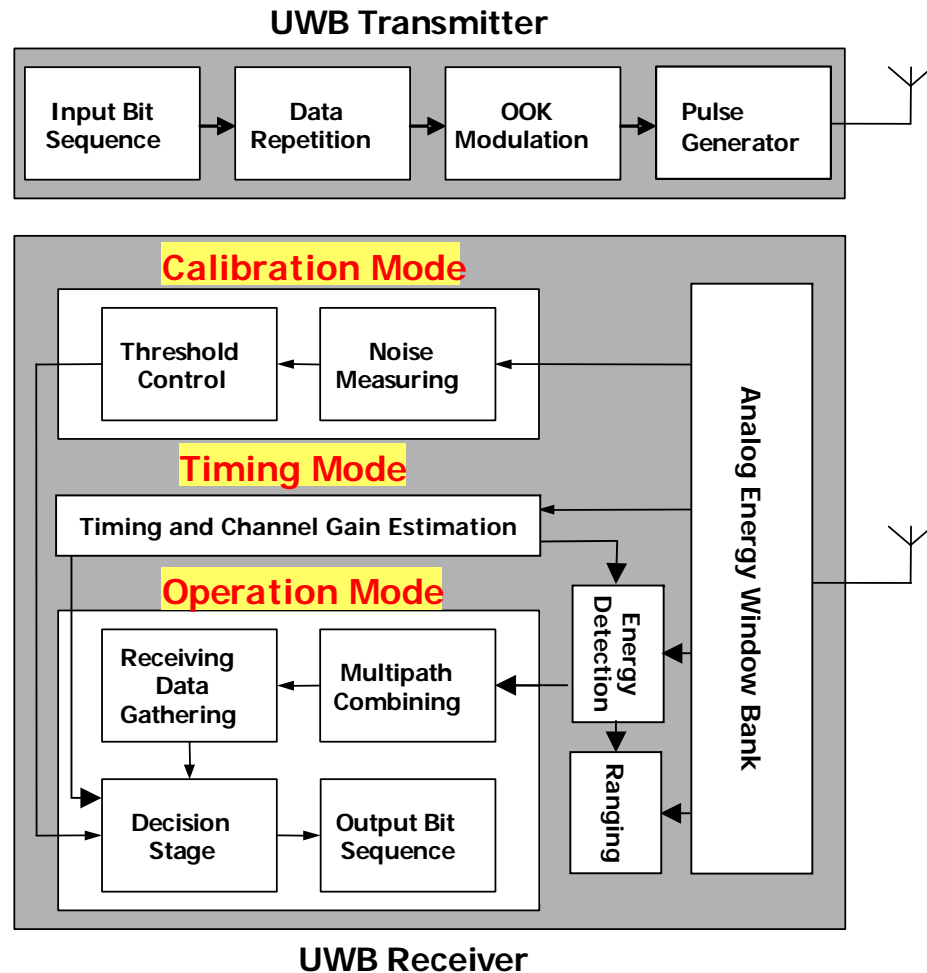 UWB Transmitter
Input Bit
Sequence
Data
Repetition
OOK
Modulation
Pulse
Generator
Calibration Mode
Threshold
Control
Noise
Measuring
Analog Energy Window Bank
Timing Mode
Timing and Channel Gain Estimation
Operation Mode
Energy
Detection
Receiving
Data
Gathering
Multipath
Combining
Ranging
Decision
Stage
Output Bit
Sequence
UWB Receiver